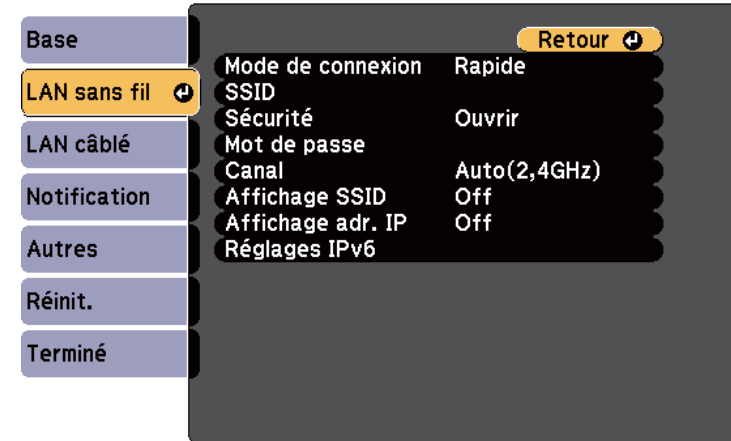 Base
LAN sans fil
LAN câblé
Notification
Autres
Réinit.
Terminé
Retour
Mode de connexion Rapide
SSID
Sécurité Ouvrir
Mot de passe
Canal Auto(2,4GHz)
Affichage SSID Off
Affichage adr. IP Off
Réglages IPv6